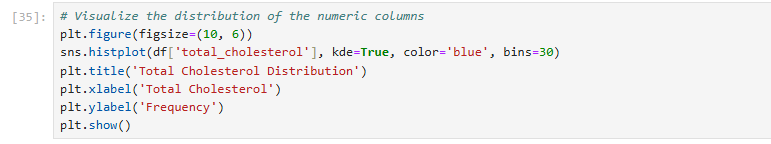 [35]: # Visualize the distribution of the numeric columns
plt.figure(figsize=(10, 6))
sns.histplot(df['total_cholesterol'], kde=True, color='blue', bins=30)
plt.title('Total Cholesterol Distribution')
plt.xlabel('Total Cholesterol')
plt.ylabel('Frequency')
plt.show()